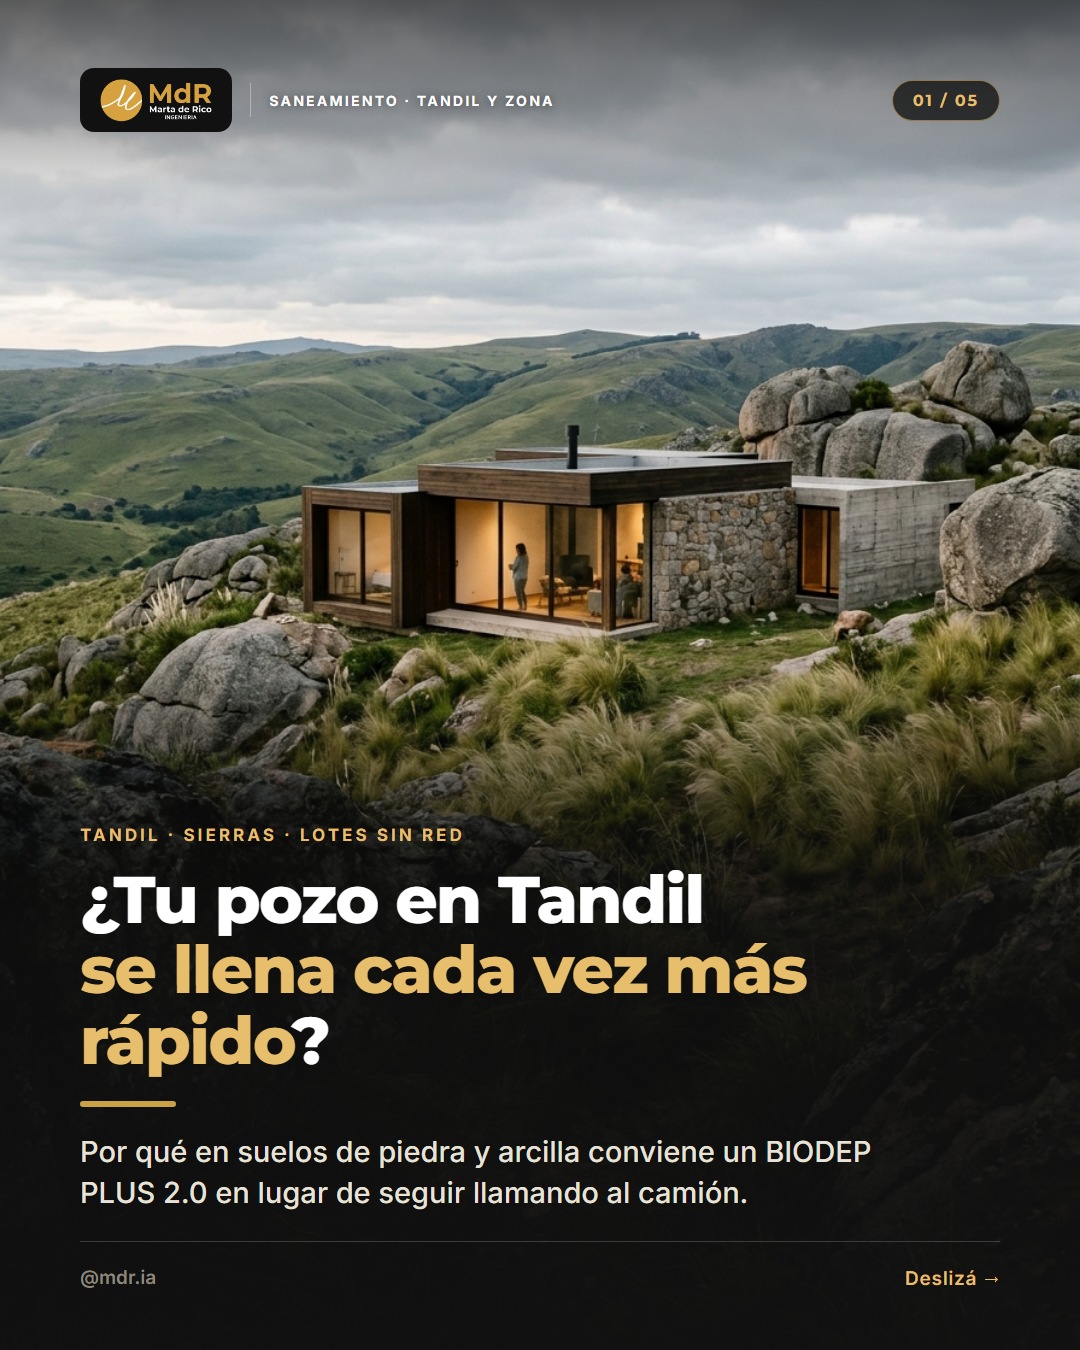 MdR
Marta de Rico
INGENIERIA
SANEAMIENTO · TANDIL Y ZONA
01 / 05
TANDIL · SIERRAS · LOTES SIN RED
¿Tu pozo en Tandil
se llena cada vez más
rápido?
Por qué en suelos de piedra y arcilla conviene un BIODEP
PLUS 2.0 en lugar de seguir llamando al camión.
@mdr.ia
Deslizá →